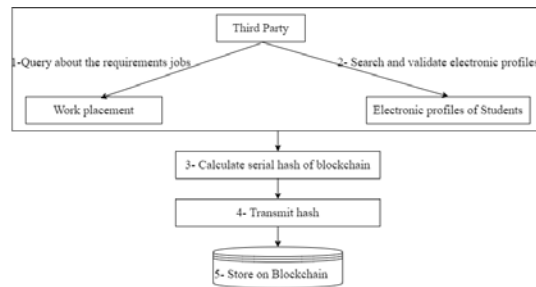 Third Party
1-Query about the requirements jobs
2- Search and validate electronic profiles
Work placement
Electronic profiles of Students
3- Calculate serial hash of blockchain
4- Transmit hash
5- Store on Blockchain